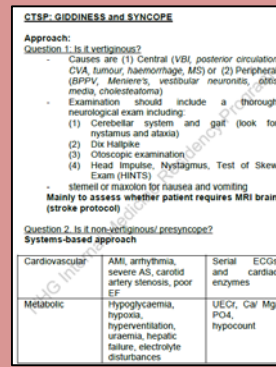 CTSP: GIDDINESS and SYNCOPE
Approach:
Question 1: Is it vertiginous?
- Causes are (1) Central (VBI, posterior circulation
CVA, tumour, haemorrhage, MS) or (2) Peripheral
(BPPV, Meniere's, vestibular neuronitis, otitis
media, cholesteatoma)
- Examination should include a thorough
neurological exam including:
(1) Cerebellar system and gait (look for
nystamus and ataxia)
(2) Dix Hallpike
(3) Otoscopic examination
(4) Head Impulse, Nystagmus, Test of Skew
Exam (HINTS)
- stemeil or maxolon for nausea and vomiting
Mainly to assess whether patient requires MRI brain
(stroke protocol)
Question 2. Is it non-vertiginous/ presyncope?
Systems-based approach
Cardiovascular
AMI, arrhythmia,
severe AS, carotid
artery stenosis, poor
EF
Serial ECGs
and cardiac
enzymes
Metabolic
Hypoglycaemia,
hypoxia,
hyperventilation,
uraemia, hepatic
failure, electrolyte
disturbances
UECr, Ca/ Mg/
PO4,
hypocount
NHG Internal Medicine Residency Program